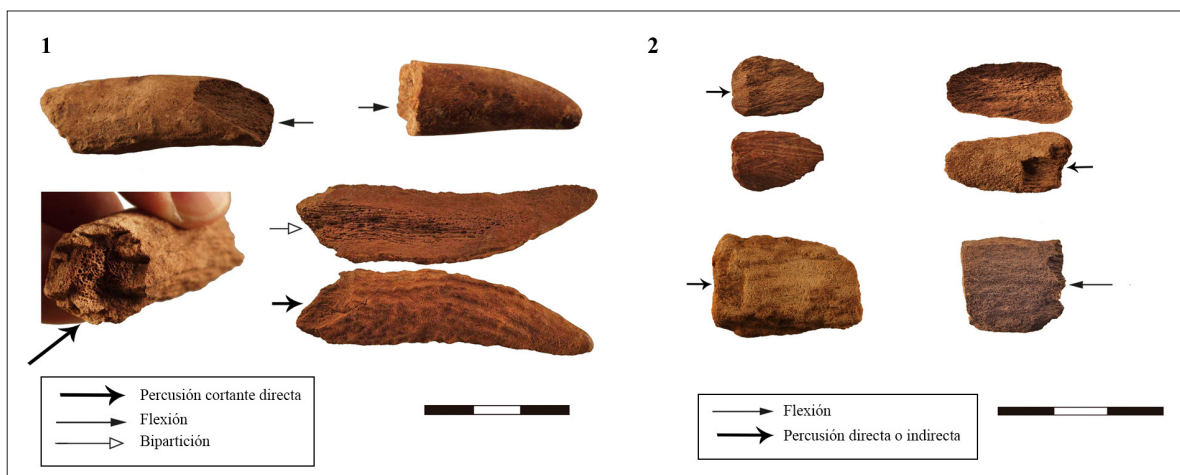 1
2
Percusión cortante directa
Flexión
Bipartición
Flexión
Percusión directa o indirecta